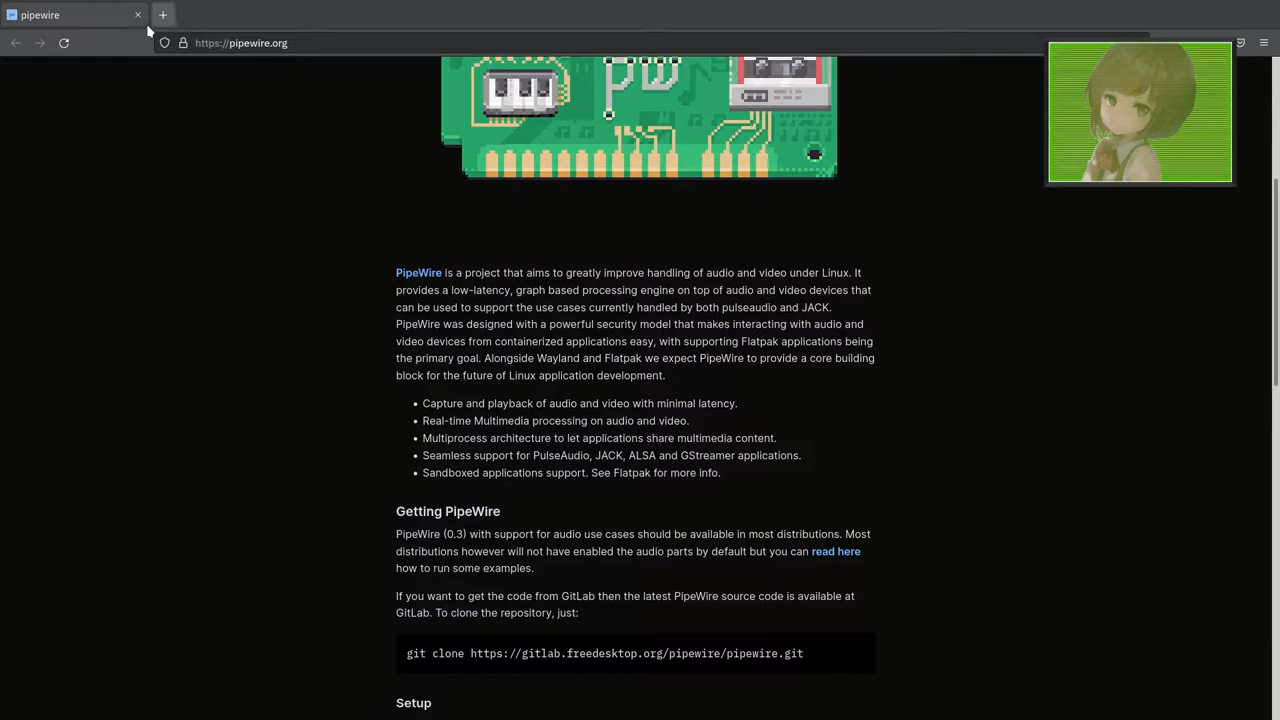 pipewire
https://pipewire.org
pw
PipeWire is a project that aims to greatly improve handling of audio and video under Linux. It
provides a low-latency, graph based processing engine on top of audio and video devices that
can be used to support the use cases currently handled by both pulseaudio and JACK.
PipeWire was designed with a powerful security model that makes interacting with audio and
video devices from containerized applications easy, with supporting Flatpak applications being
the primary goal. Alongside Wayland and Flatpak we expect PipeWire to provide a core building
block for the future of Linux application development.
• Capture and playback of audio and video with minimal latency.
• Real-time Multimedia processing on audio and video.
• Multiprocess architecture to let applications share multimedia content.
• Seamless support for PulseAudio, JACK, ALSA and GStreamer applications.
• Sandboxed applications support. See Flatpak for more info.
Getting PipeWire
PipeWire (0.3) with support for audio use cases should be available in most distributions. Most
distributions however will not have enabled the audio parts by default but you can read here
how to run some examples.
If you want to get the code from GitLab then the latest PipeWire source code is available at
GitLab. To clone the repository, just:
git clone https://gitlab.freedesktop.org/pipewire/pipewire.git
Setup